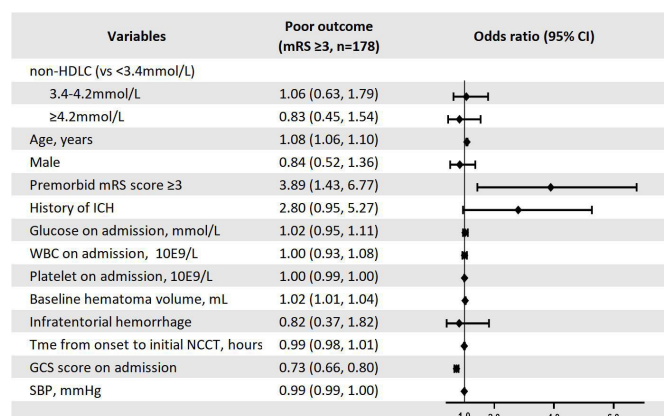 Variables Poor outcome (mRS ≥3, n=178) Odds ratio (95% CI)
non-HDLC (vs <3.4mmol/L)
3.4-4.2mmol/L 1.06 (0.63, 1.79)
≥4.2mmol/L 0.83 (0.45, 1.54)
Age, years 1.08 (1.06, 1.10)
Male 0.84 (0.52, 1.36)
Premorbid mRS score ≥3 3.89 (1.43, 6.77)
History of ICH 2.80 (0.95, 5.27)
Glucose on admission, mmol/L 1.02 (0.95, 1.11)
WBC on admission, 10E9/L 1.00 (0.93, 1.08)
Platelet on admission, 10E9/L 1.00 (0.99, 1.00)
Baseline hematoma volume, mL 1.02 (1.01, 1.04)
Infratentorial hemorrhage 0.82 (0.37, 1.82)
Tme from onset to initial NCCT, hours 0.99 (0.98, 1.01)
GCS score on admission 0.73 (0.66, 0.80)
SBP, mmHg 0.99 (0.99, 1.00)